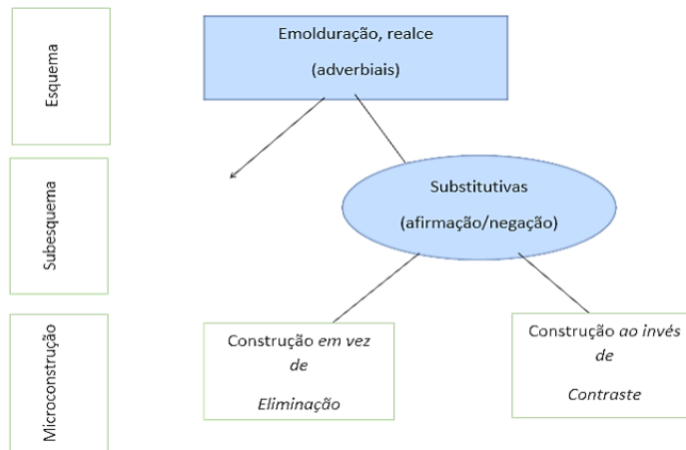 Esquema
Emolduração, realce
(adverbiais)
Subesquema
Substitutivas
(afirmação/negação)
Microconstrução
Construção em vez
de
Eliminação
Construção ao invés
de
Contraste